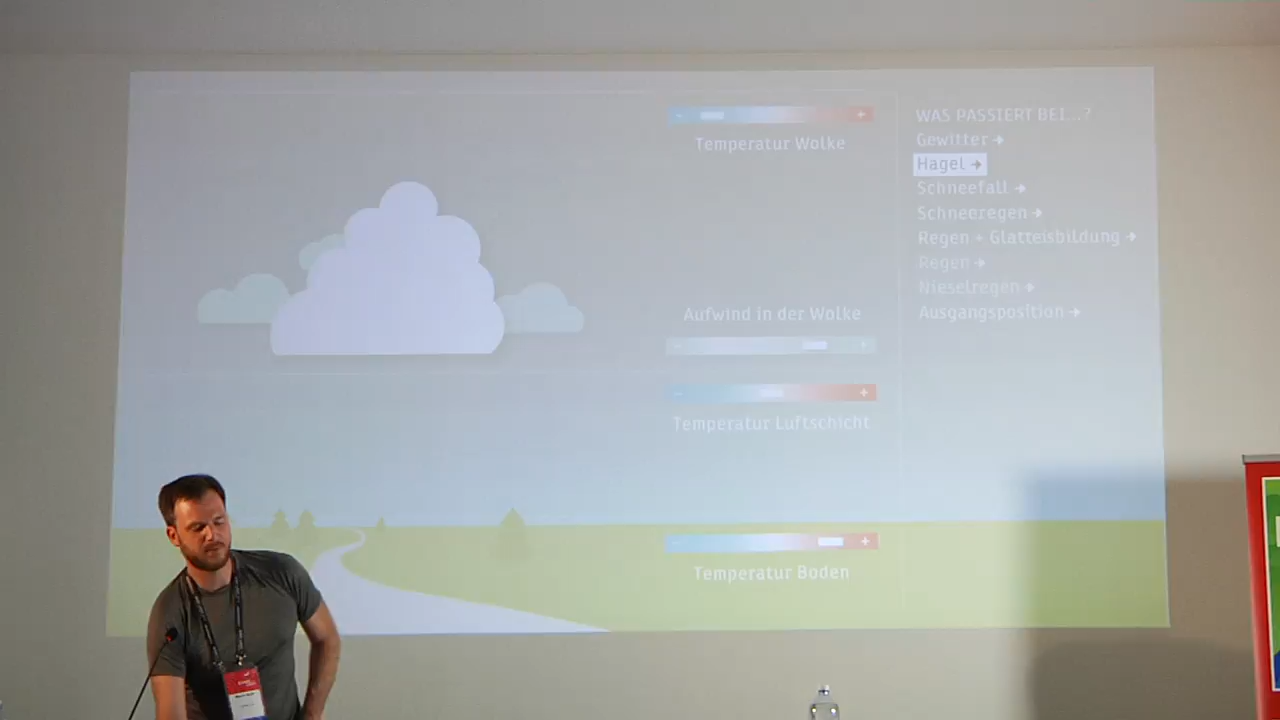 Temperatur Wolke
Aufwind in der Wolke
Temperatur Luftschicht
Temperatur Boden
WAS PASSIERT BEI...?
Gewitter →
Hagel →
Schneefall →
Schneeregen →
Regen + Glatteisbildung →
Regen →
Nieselregen →
Ausgangsposition →